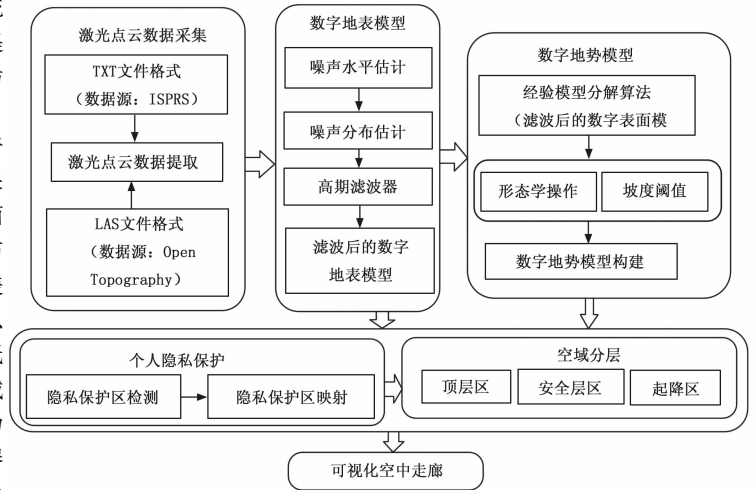 激光点云数据采集
TXT文件格式
（数据源：ISPRS）
激光点云数据提取
LAS文件格式
（数据源：Open
Topography）
数字地表模型
噪声水平估计
噪声分布估计
高期滤波器
滤波后的数字
地表模型
数字地势模型
经验模型分解算法
（滤波后的数字表面模
形态学操作
坡度阈值
数字地势模型构建
个人隐私保护
隐私保护区检测
隐私保护区映射
空域分层
顶层区
安全层区
起降区
可视化空中走廊